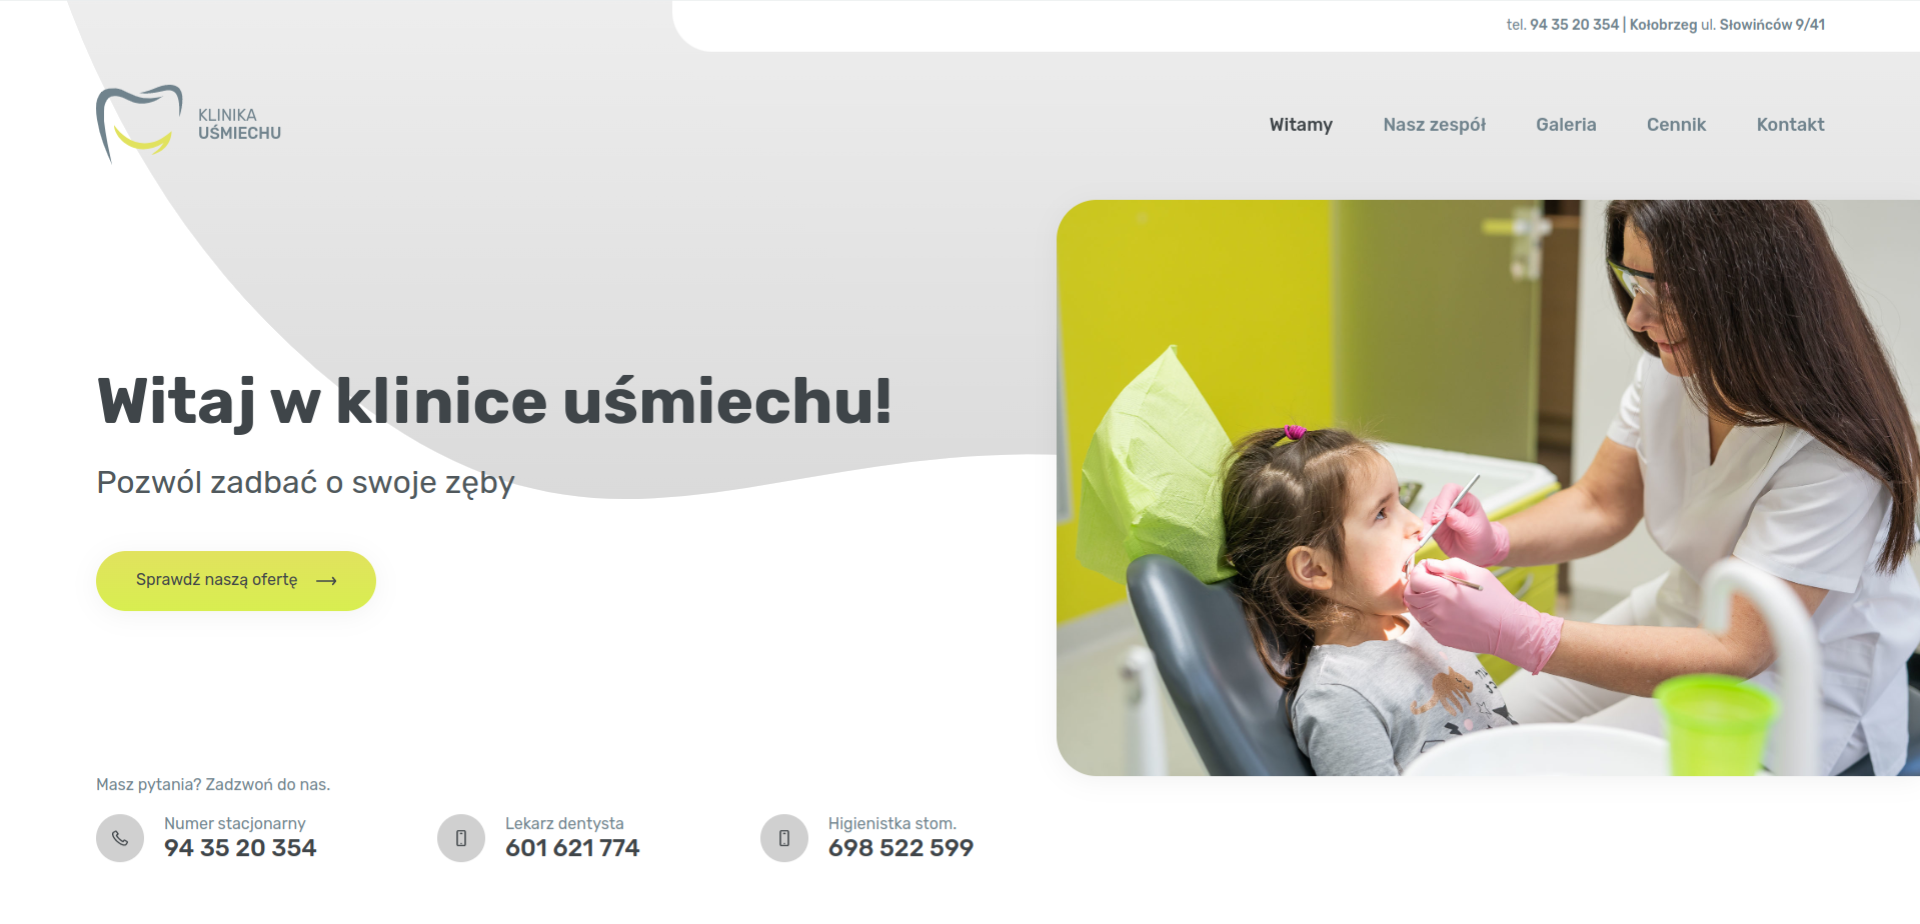 tel. 94 35 20 354 | Kołobrzeg ul. Słowińców 9/41
KLINIKA
UŚMIECHU
Witamy Nasz zespół Galeria Cennik Kontakt
Witaj w klinice uśmiechu!
Pozwól zadbać o swoje zęby
Sprawdź naszą ofertę
Masz pytania? Zadzwoń do nas.
Numer stacjonarny
94 35 20 354
Lekarz dentysta
601 621 774
Higienistka stom.
698 522 599